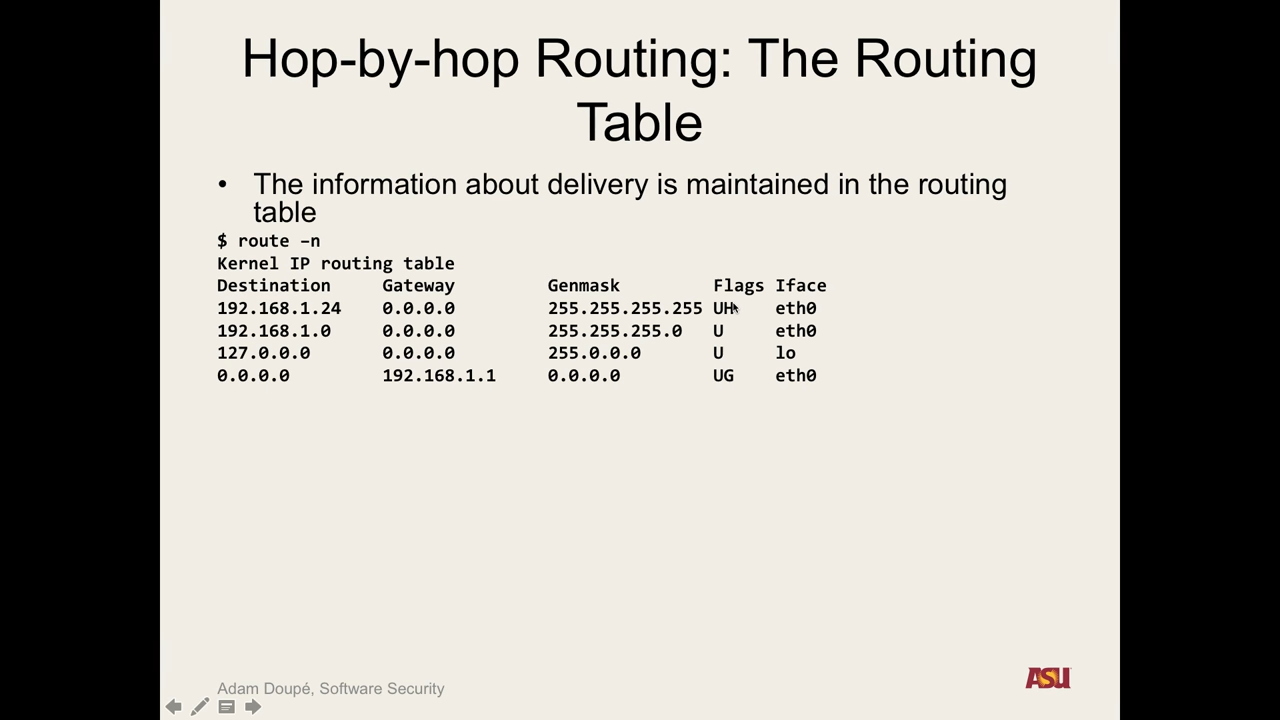 Hop-by-hop Routing: The Routing
Table
• The information about delivery is maintained in the routing
table
$ route –n
Kernel IP routing table
Destination Gateway Genmask Flags Iface
192.168.1.24 0.0.0.0 255.255.255.255 UH eth0
192.168.1.0 0.0.0.0 255.255.255.0 U eth0
127.0.0.0 0.0.0.0 255.0.0.0 U lo
0.0.0.0 192.168.1.1 0.0.0.0 UG eth0
Adam Doupé, Software Security
ASU